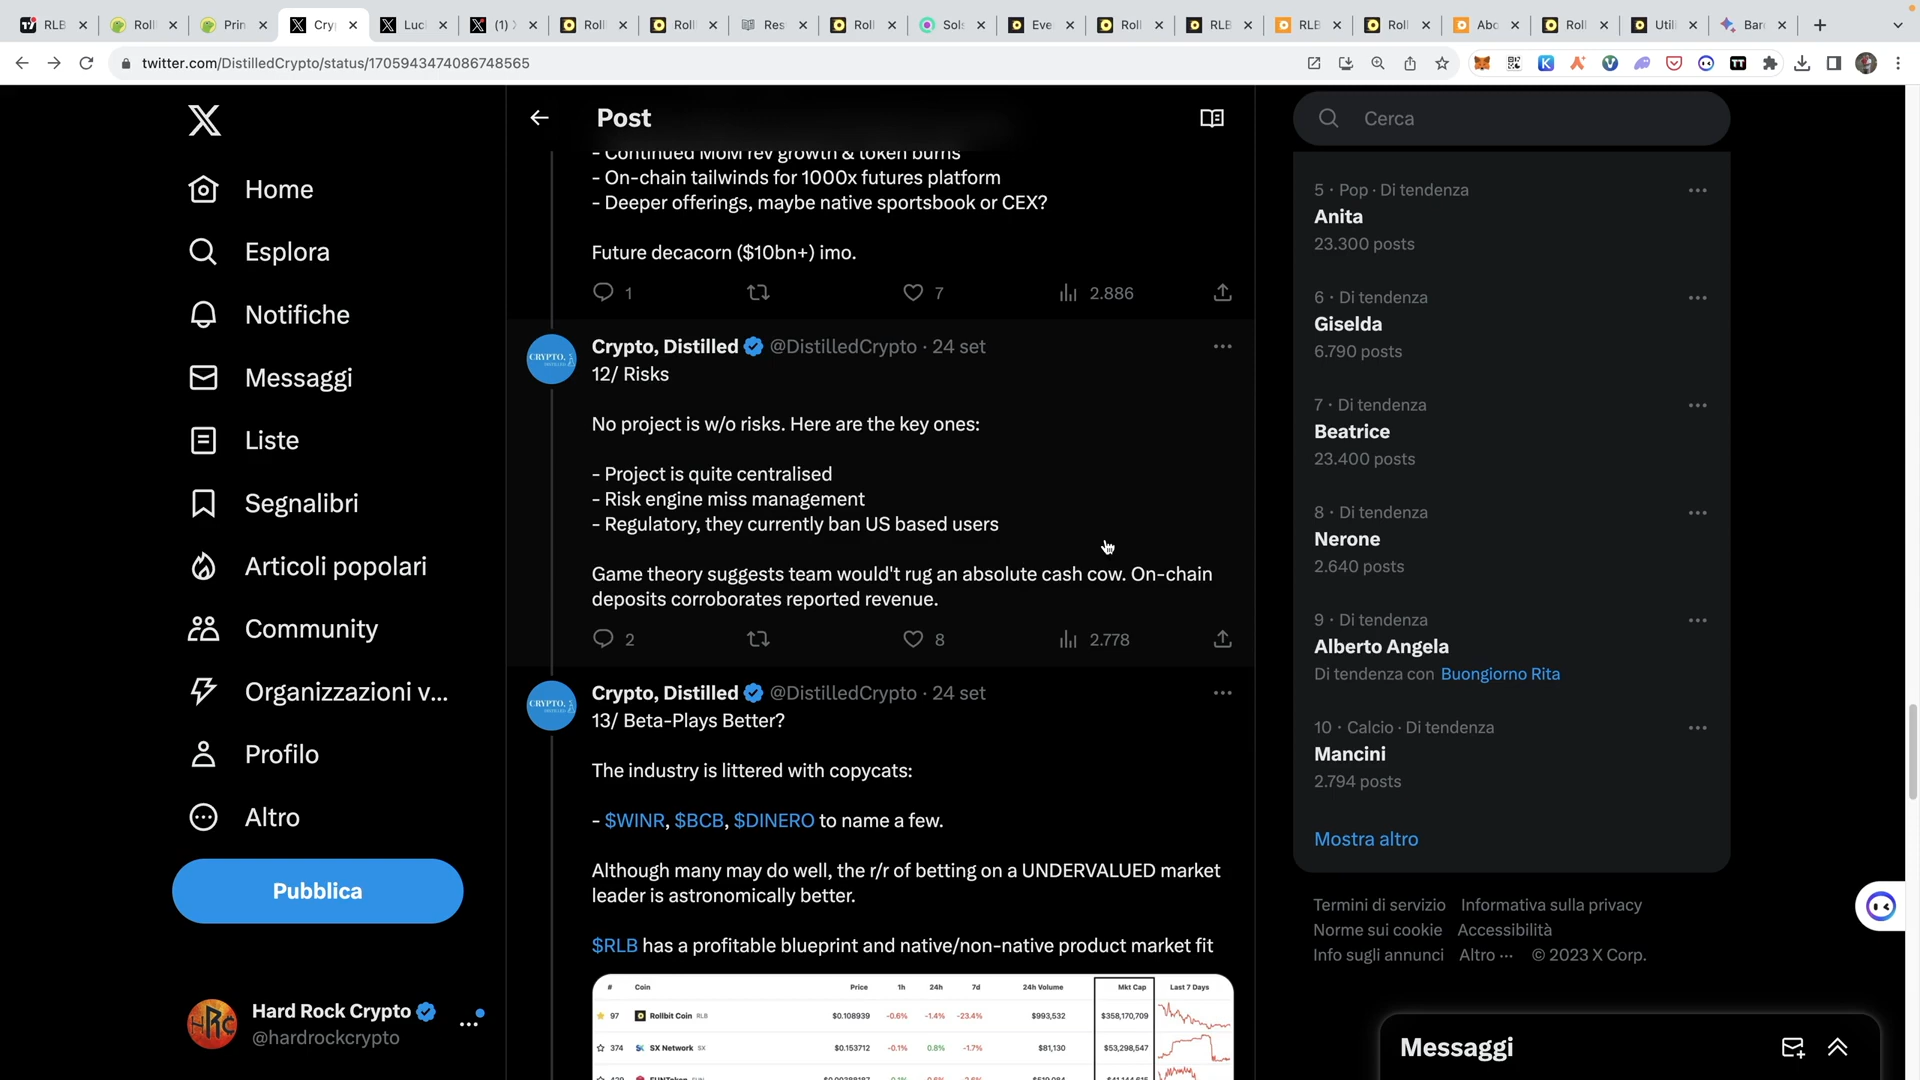 RLB
Roll
Prin
Cry
Luc
(1)
Roll
Roll
Res
Roll
Sols
Eve
Roll
RLB
RLB
Roll
Abo
Roll
Util
Bar
twitter.com/DistilledCrypto/status/1705943474086748565
Home
Esplora
Notifiche
Messaggi
Liste
Segnalibri
Articoli popolari
Community
Organizzazioni v...
Profilo
Altro
Pubblica
Hard Rock Crypto
@hardrockcrypto
Post
- Continued MoM rev growth & token burns
- On-chain tailwinds for 1000x futures platform
- Deeper offerings, maybe native sportsbook or CEX?
Future decacorn ($10bn+) imo.
1 7 2.886
Crypto, Distilled @DistilledCrypto · 24 set
12/ Risks
No project is w/o risks. Here are the key ones:
- Project is quite centralised
- Risk engine miss management
- Regulatory, they currently ban US based users
Game theory suggests team would't rug an absolute cash cow. On-chain
deposits corroborates reported revenue.
2 8 2.778
Crypto, Distilled @DistilledCrypto · 24 set
13/ Beta-Plays Better?
The industry is littered with copycats:
- $WINR, $BCB, $DINERO to name a few.
Although many may do well, the r/r of betting on a UNDERVALUED market
leader is astronomically better.
$RLB has a profitable blueprint and native/non-native product market fit
# Coin Price 1h 24h 7d 24h Volume Mkt Cap Last 7 Days
97 Rollbit Coin RLB $0.108939 -0.6% -1.4% -23.4% $993,532 $358,170,709
374 SX Network SX $0.153712 -0.1% 0.8% -1.7% $81,130 $53,298,547
Cerca
5 · Pop · Di tendenza
Anita
23.300 posts
6 · Di tendenza
Giselda
6.790 posts
7 · Di tendenza
Beatrice
23.400 posts
8 · Di tendenza
Nerone
2.640 posts
9 · Di tendenza
Alberto Angela
Di tendenza con Buongiorno Rita
10 · Calcio · Di tendenza
Mancini
2.794 posts
Mostra altro
Termini di servizio Informativa sulla privacy
Norme sui cookie Accessibilità
Info sugli annunci Altro ··· © 2023 X Corp.
Messaggi